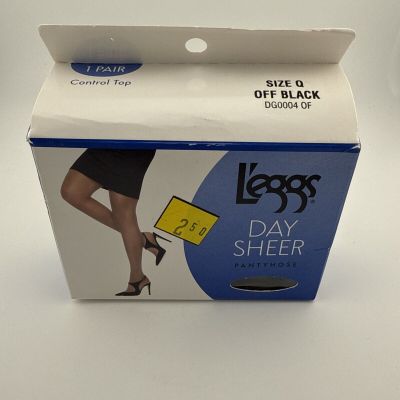 1 PAIR
Control Top
SIZE Q
OFF BLACK
DG0004 OF
L'eggs®
DAY
SHEER
PANTYHOSE
2 50